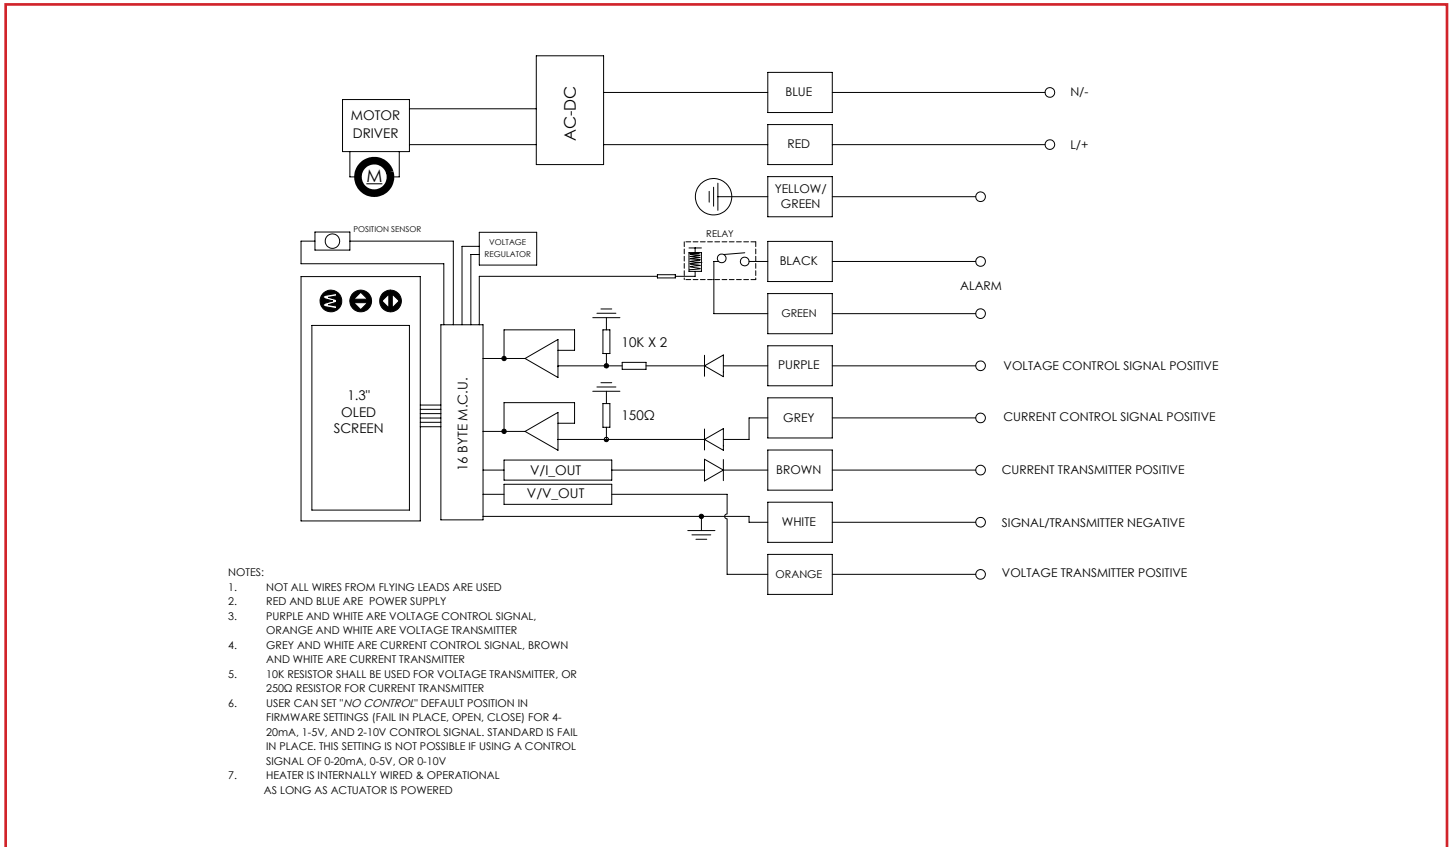 MOTOR
DRIVER
M
AC-DC
BLUE
N/-
RED
L/+
YELLOW/
GREEN
POSITION SENSOR
VOLTAGE
REGULATOR
RELAY
BLACK
ALARM
GREEN
10K X 2
PURPLE
VOLTAGE CONTROL SIGNAL POSITIVE
1.3"
OLED
SCREEN
16 BYTE M.C.U.
150Ω
GREY
CURRENT CONTROL SIGNAL POSITIVE
V/I_OUT
BROWN
CURRENT TRANSMITTER POSITIVE
V/V_OUT
WHITE
SIGNAL/TRANSMITTER NEGATIVE
ORANGE
VOLTAGE TRANSMITTER POSITIVE
NOTES:
1. NOT ALL WIRES FROM FLYING LEADS ARE USED
2. RED AND BLUE ARE POWER SUPPLY
3. PURPLE AND WHITE ARE VOLTAGE CONTROL SIGNAL,
ORANGE AND WHITE ARE VOLTAGE TRANSMITTER
4. GREY AND WHITE ARE CURRENT CONTROL SIGNAL, BROWN
AND WHITE ARE CURRENT TRANSMITTER
5. 10K RESISTOR SHALL BE USED FOR VOLTAGE TRANSMITTER, OR
250Ω RESISTOR FOR CURRENT TRANSMITTER
6. USER CAN SET "NO CONTROL" DEFAULT POSITION IN
FIRMWARE SETTINGS (FAIL IN PLACE, OPEN, CLOSE) FOR 4-
20mA, 1-5V, AND 2-10V CONTROL SIGNAL. STANDARD IS FAIL
IN PLACE. THIS SETTING IS NOT POSSIBLE IF USING A CONTROL
SIGNAL OF 0-20mA, 0-5V, OR 0-10V
7. HEATER IS INTERNALLY WIRED & OPERATIONAL
AS LONG AS ACTUATOR IS POWERED